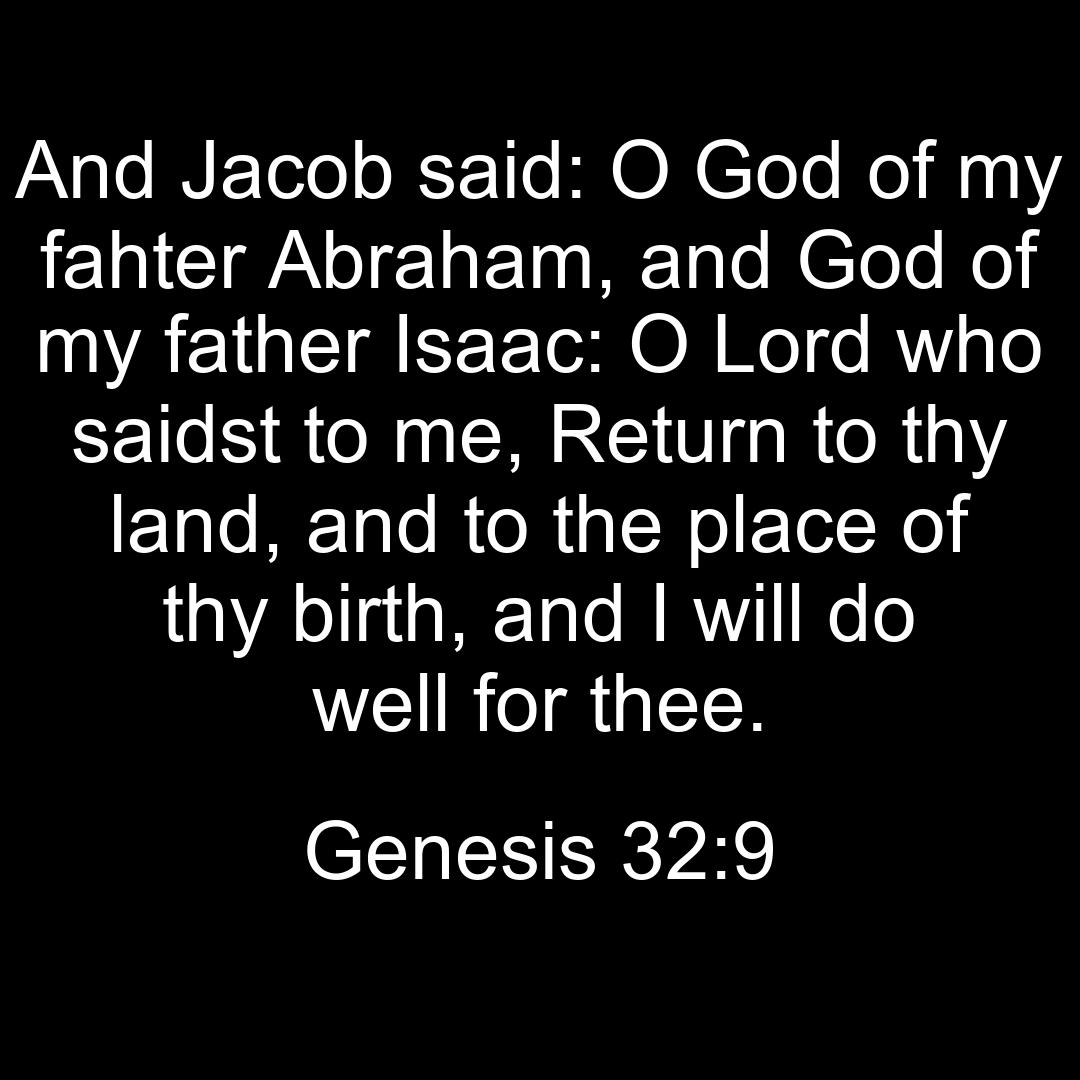 And Jacob said: O God of my
fahter Abraham, and God of
my father Isaac: O Lord who
saidst to me, Return to thy
land, and to the place of
thy birth, and I will do
well for thee.
Genesis 32:9